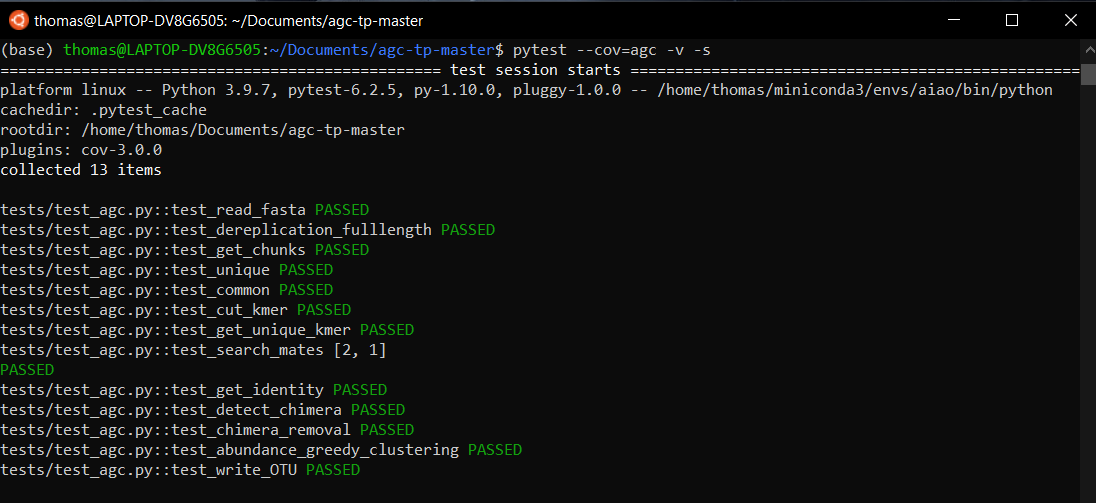 thomas@LAPTOP-DV8G6505: ~/Documents/agc-tp-master
(base) thomas@LAPTOP-DV8G6505:~/Documents/agc-tp-master$ pytest --cov=agc -v -s
================================================= test session starts ==================================================
platform linux -- Python 3.9.7, pytest-6.2.5, py-1.10.0, pluggy-1.0.0 -- /home/thomas/miniconda3/envs/aiao/bin/python
cachedir: .pytest_cache
rootdir: /home/thomas/Documents/agc-tp-master
plugins: cov-3.0.0
collected 13 items
tests/test_agc.py::test_read_fasta PASSED
tests/test_agc.py::test_dereplication_fulllength PASSED
tests/test_agc.py::test_get_chunks PASSED
tests/test_agc.py::test_unique PASSED
tests/test_agc.py::test_common PASSED
tests/test_agc.py::test_cut_kmer PASSED
tests/test_agc.py::test_get_unique_kmer PASSED
tests/test_agc.py::test_search_mates [2, 1]
PASSED
tests/test_agc.py::test_get_identity PASSED
tests/test_agc.py::test_detect_chimera PASSED
tests/test_agc.py::test_chimera_removal PASSED
tests/test_agc.py::test_abundance_greedy_clustering PASSED
tests/test_agc.py::test_write_OTU PASSED